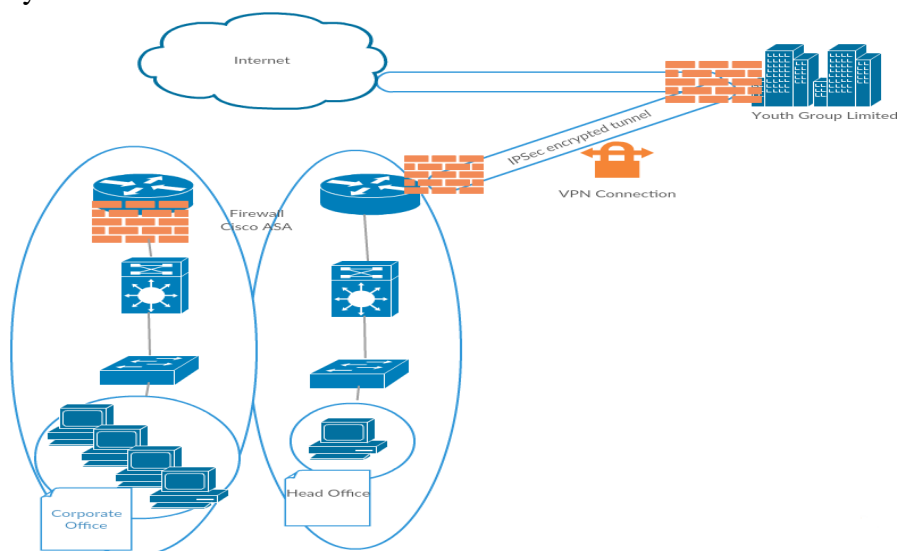 Internet
Youth Group Limited
IPSec encrypted tunnel
VPN Connection
Firewall
Cisco ASA
Head Office
Corporate
Office